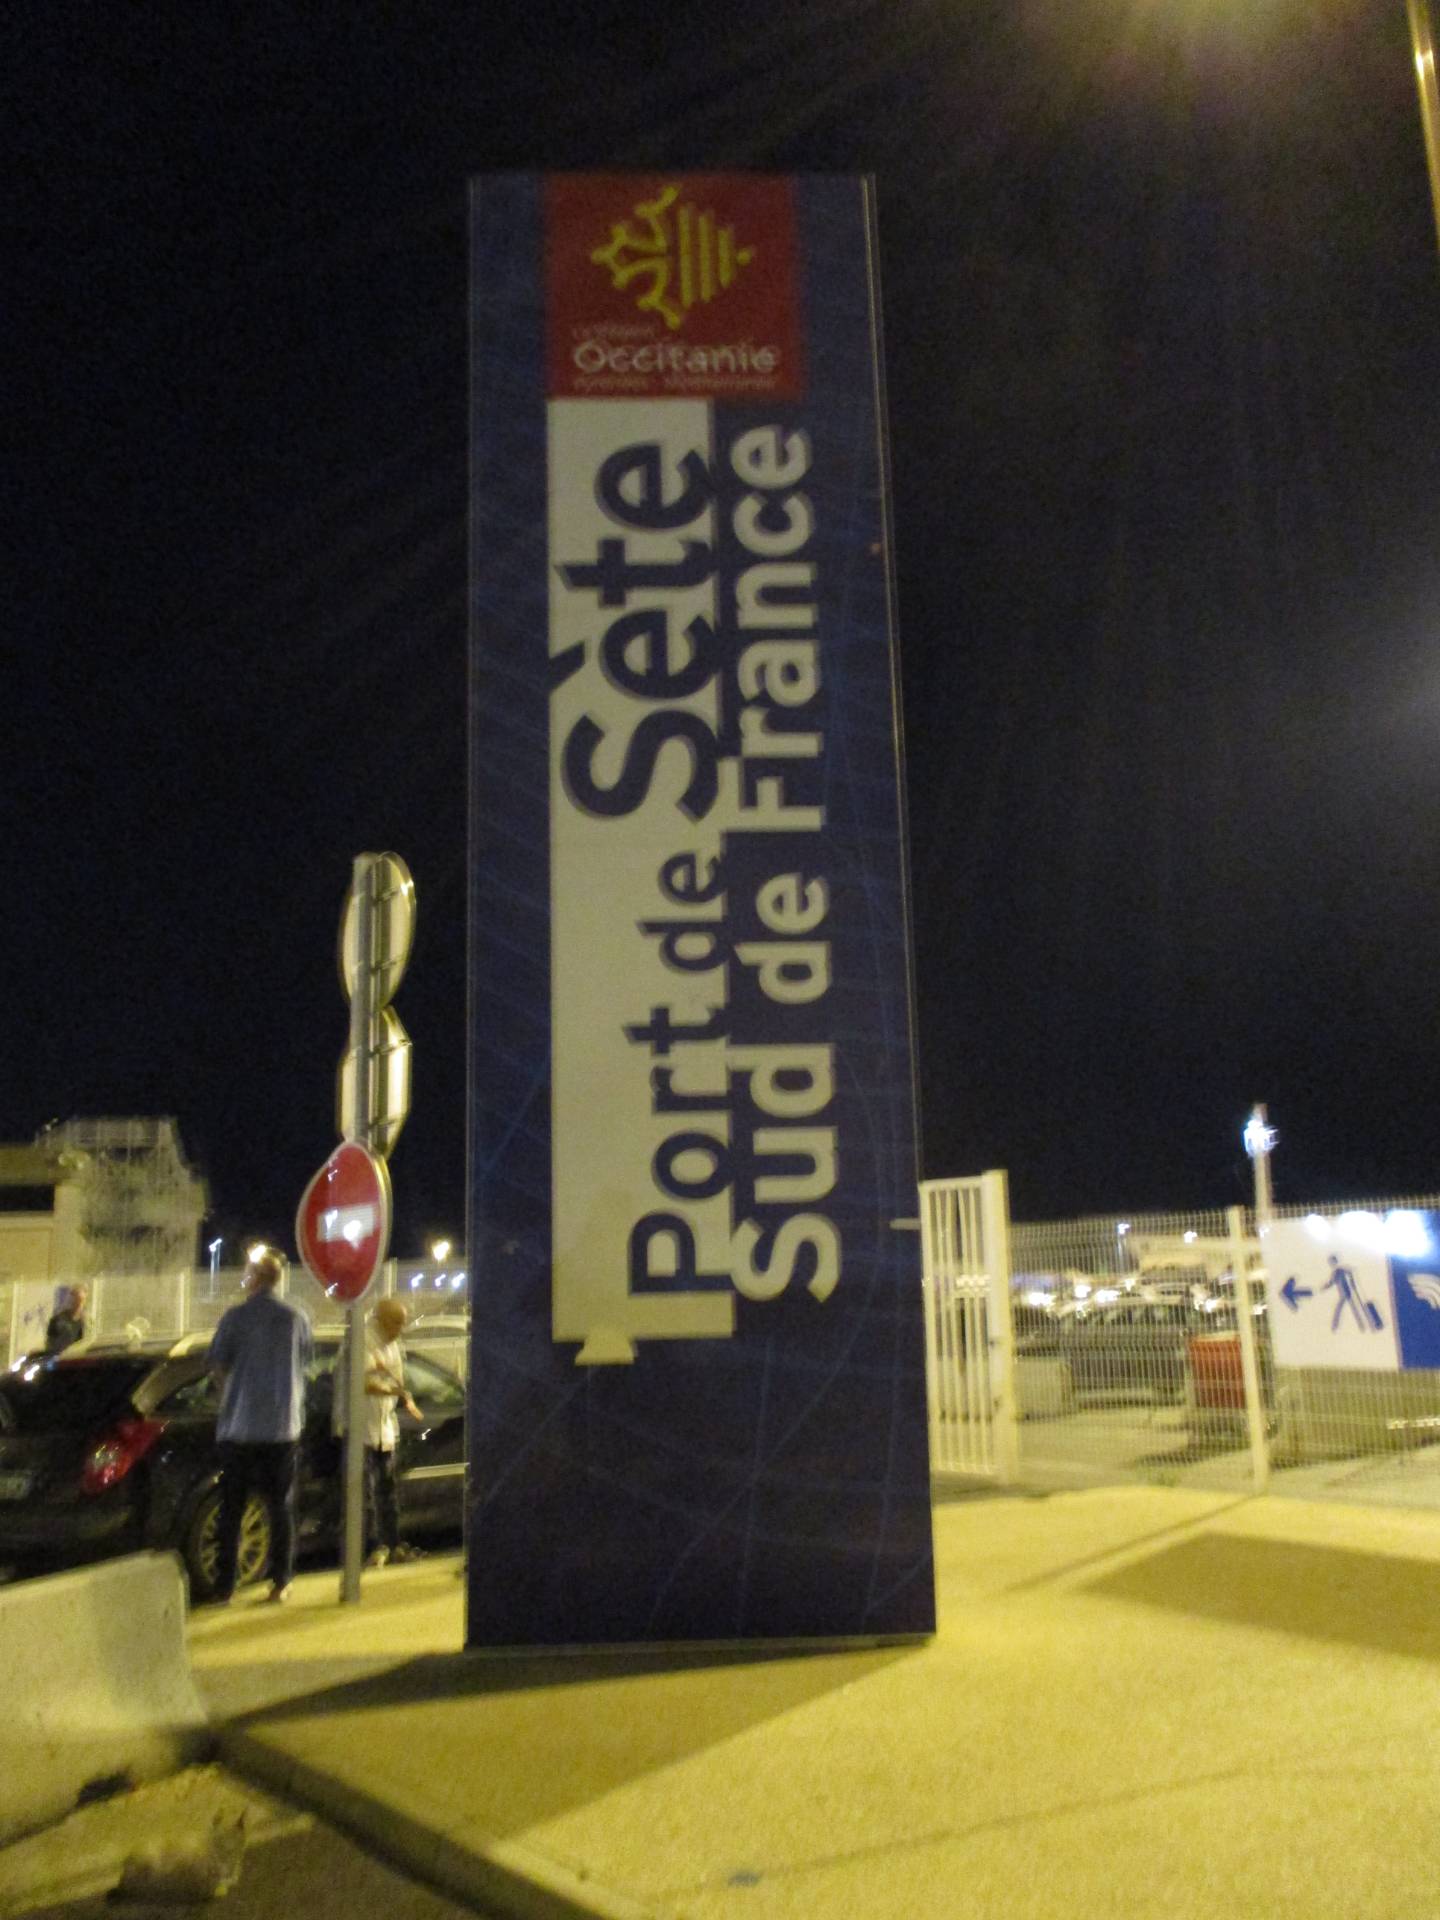 Occitanie
Port de Sète
Sud de France